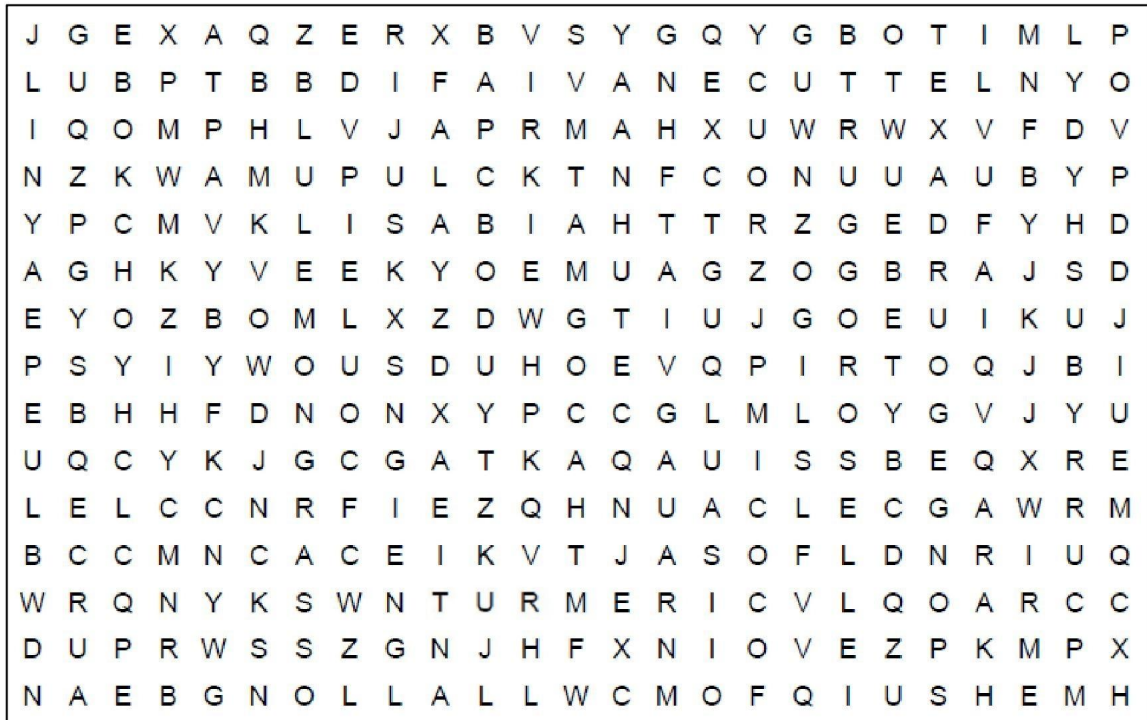 J G E X A Q Z E R X B V S Y G Q Y G B O T I M L P
L U B P T B B D I F A I V A N E C U T T E L N Y O
I Q O M P H L V J A P R M A H X U W R W X V F D V
N Z K W A M U P U L C K T N F C O N U U A U B Y P
Y P C M V K L I S A B I A H T T R Z G E D F Y H D
A G H K Y V E E K Y O E M U A G Z O G B R A J S D
E Y O Z B O M L X Z D W G T I U J G O E U I K U J
P S Y I Y W O U S D U H O E V Q P I R T O Q J B I
E B H H F D N O N X Y P C C G L M L O Y G V J Y U
U Q C Y K J G C G A T K A Q A U I S S B E Q X R E
L E L C C N R F I E Z Q H N U A C L E C G A W R M
B C C M N C A C E I K V T J A S O F L D N R I U Q
W R Q N Y K S W N T U R M E R I C V L Q O A R C C
D U P R W S S Z G N J H F X N I O V E Z P K M P X
N A E B G N O L L A L L W C M O F Q I U S H E M H